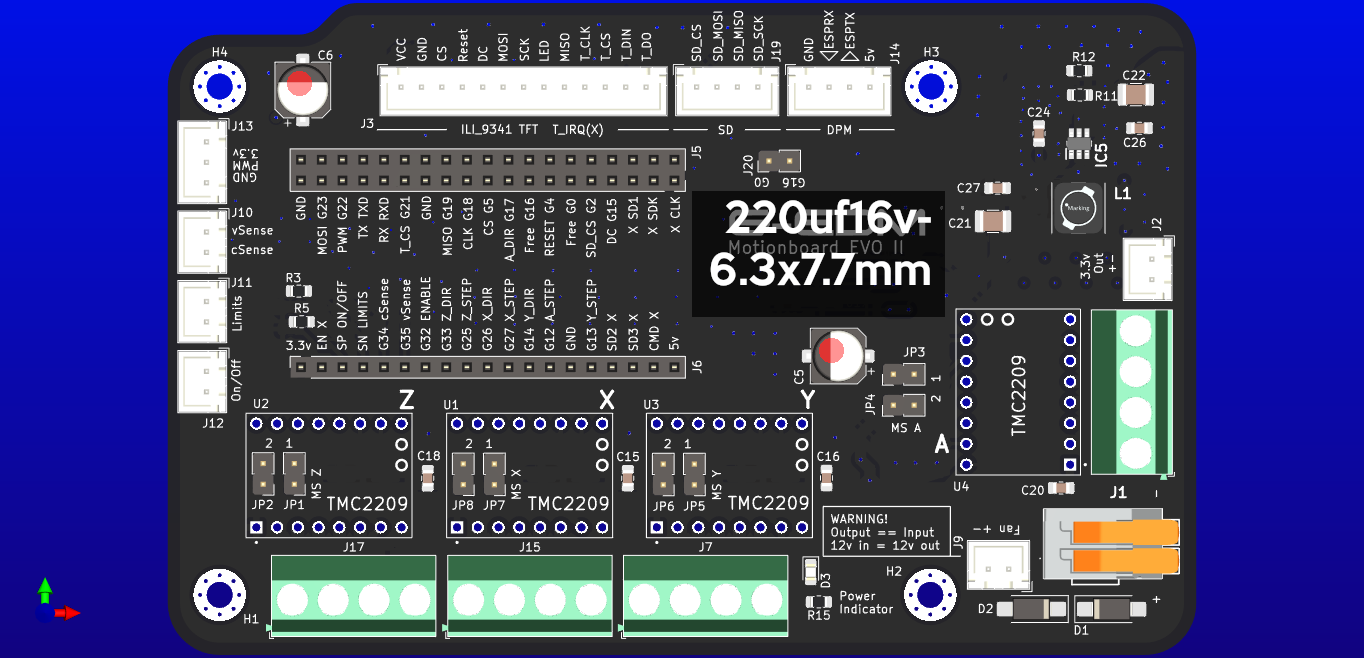 H4
C6
+
VCC GND CS Reset DC MOSI SCK LED MISO T_CLK T_CS T_DIN T_DO
J3
ILI_9341 TFT T_IRQ(X)
SD_CS SD_MOSI SD_MISO SD_SCK
J19
SD
GND ESPRX ESPTX 5v
J14
DPM
H3
R12
R11
C22
C24
C26
IC5
J13
3.3v
PWM
GND
J10
vSense
cSense
J11
Limits
On/Off
J12
J5
J20
G0 G16
C27
C21
L1
Marking
J2
3.3v
Out
+-
GND MOSI G23 PWM G22 TX TXD RX RXD T_CS G21 GND MISO G19 CLK G18 CS G5 A_DIR G17 Free G16 RESET G4 Free G0 SD_CS G2 DC G15 X SD1 X SDK X CLK
220uf16v-
Motionboard EVO II
6.3x7.7mm
R3
R5
3.3v EN X SP ON/OFF SN LIMITS G34 cSense G35 vSense G32 ENABLE G33 Z_DIR G25 Z_STEP G26 X_DIR G27 X_STEP G14 Y_DIR G12 A_STEP GND G13 Y_STEP SD2 X SD3 X CMD X 5v
J6
C5
+
JP3
1
JP4
2
MS A
TMC2209
A
U4
C20
J1
-
U2
Z
2 1
JP2 JP1
MS Z
TMC2209
J17
C18
U1
X
2 1
JP8 JP7
MS X
TMC2209
J15
C15
U3
Y
2 1
JP6 JP5
MS Y
TMC2209
J7
C16
WARNING!
Output == Input
12v in = 12v out
J9
Fan +-
H1
D3
R15
Power
Indicator
H2
D2
D1
+